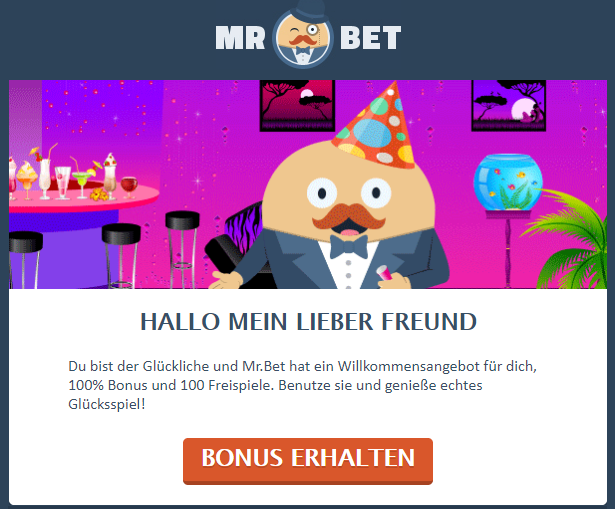 MR BET
HALLO MEIN LIEBER FREUND
Du bist der Glückliche und Mr.Bet hat ein Willkommensangebot für dich,
100% Bonus und 100 Freispiele. Benutze sie und genieße echtes
Glücksspiel!
BONUS ERHALTEN